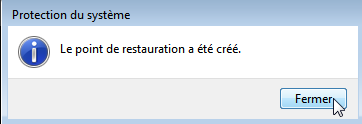 Protection du système
Le point de restauration a été créé.
Fermer